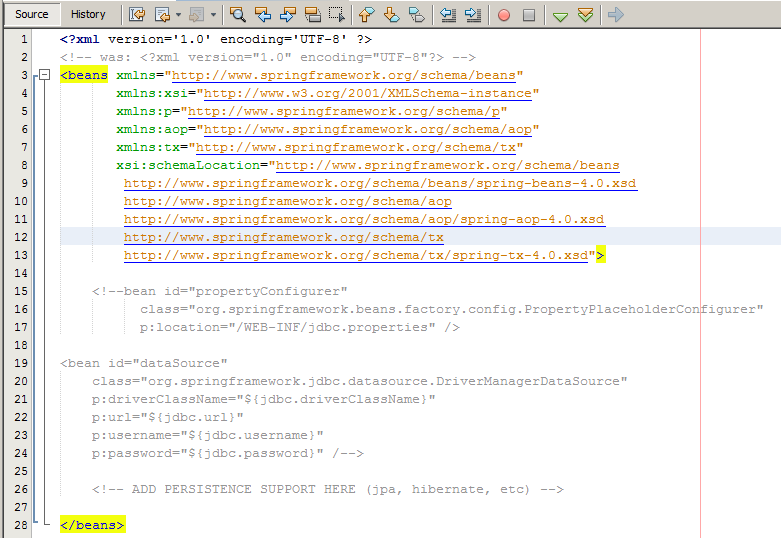 Source History
1 <?xml version='1.0' encoding='UTF-8' ?>
2 <!-- was: <?xml version="1.0" encoding="UTF-8"?> -->
3 <beans xmlns="http://www.springframework.org/schema/beans"
4 xmlns:xsi="http://www.w3.org/2001/XMLSchema-instance"
5 xmlns:p="http://www.springframework.org/schema/p"
6 xmlns:aop="http://www.springframework.org/schema/aop"
7 xmlns:tx="http://www.springframework.org/schema/tx"
8 xsi:schemaLocation="http://www.springframework.org/schema/beans
9 http://www.springframework.org/schema/beans/spring-beans-4.0.xsd
10 http://www.springframework.org/schema/aop
11 http://www.springframework.org/schema/aop/spring-aop-4.0.xsd
12 http://www.springframework.org/schema/tx
13 http://www.springframework.org/schema/tx/spring-tx-4.0.xsd">
14
15 <!--bean id="propertyConfigurer"
16 class="org.springframework.beans.factory.config.PropertyPlaceholderConfigurer"
17 p:location="/WEB-INF/jdbc.properties" />
18
19 <bean id="dataSource"
20 class="org.springframework.jdbc.datasource.DriverManagerDataSource"
21 p:driverClassName="${jdbc.driverClassName}"
22 p:url="${jdbc.url}"
23 p:username="${jdbc.username}"
24 p:password="${jdbc.password}" /-->
25
26 <!-- ADD PERSISTENCE SUPPORT HERE (jpa, hibernate, etc) -->
27
28 </beans>